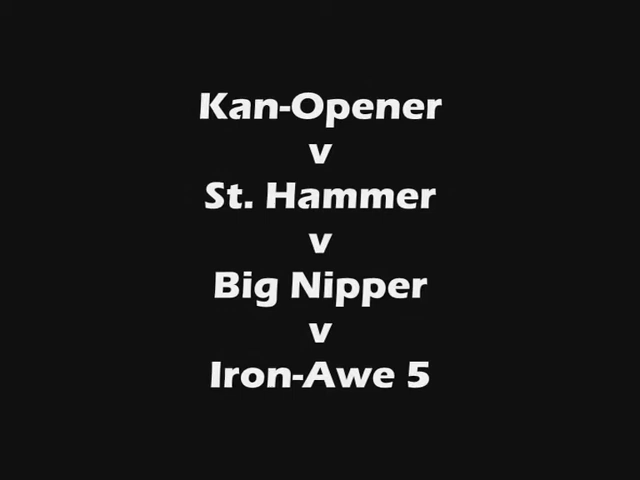 Kan-Opener
v
St. Hammer
v
Big Nipper
v
Iron-Awe 5